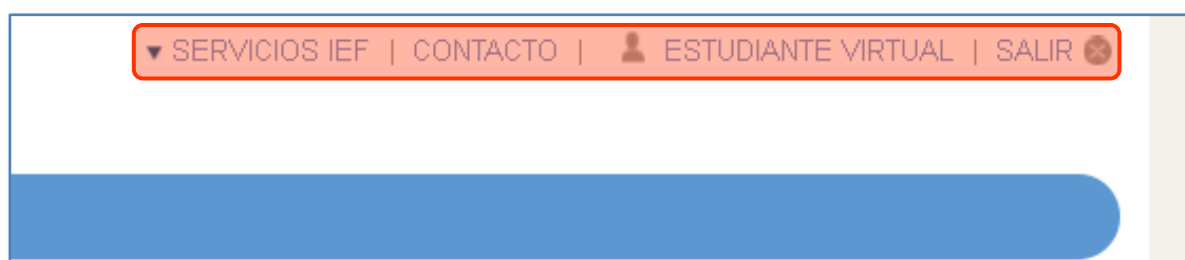 ▼ SERVICIOS IEF | CONTACTO | ESTUDIANTE VIRTUAL | SALIR